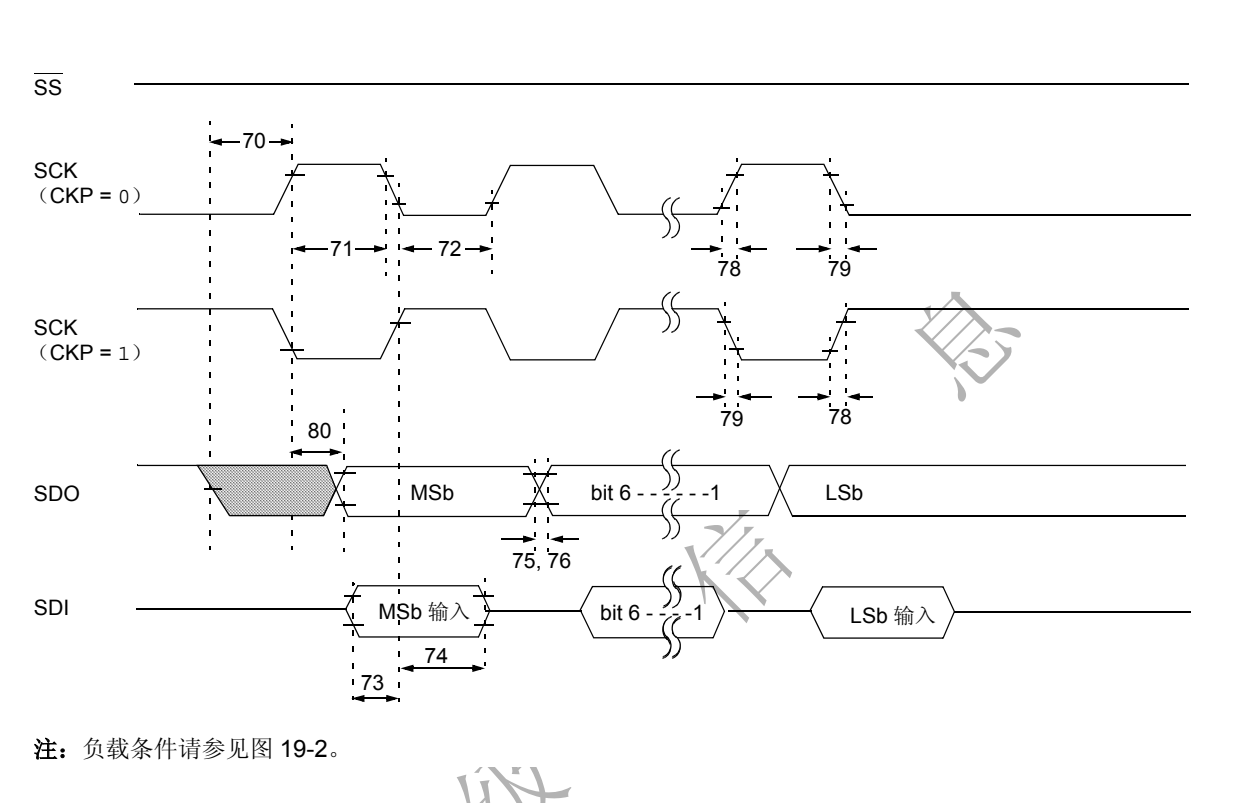 SS
70
SCK
（CKP = 0）
71
72
78
79
SCK
（CKP = 1）
79
78
80
SDO
MSb
bit 6 - - - - - - -1
LSb
75, 76
SDI
MSb 输入
bit 6 - - - - -1
LSb 输入
74
73
注：负载条件请参见图 19-2。
息
信